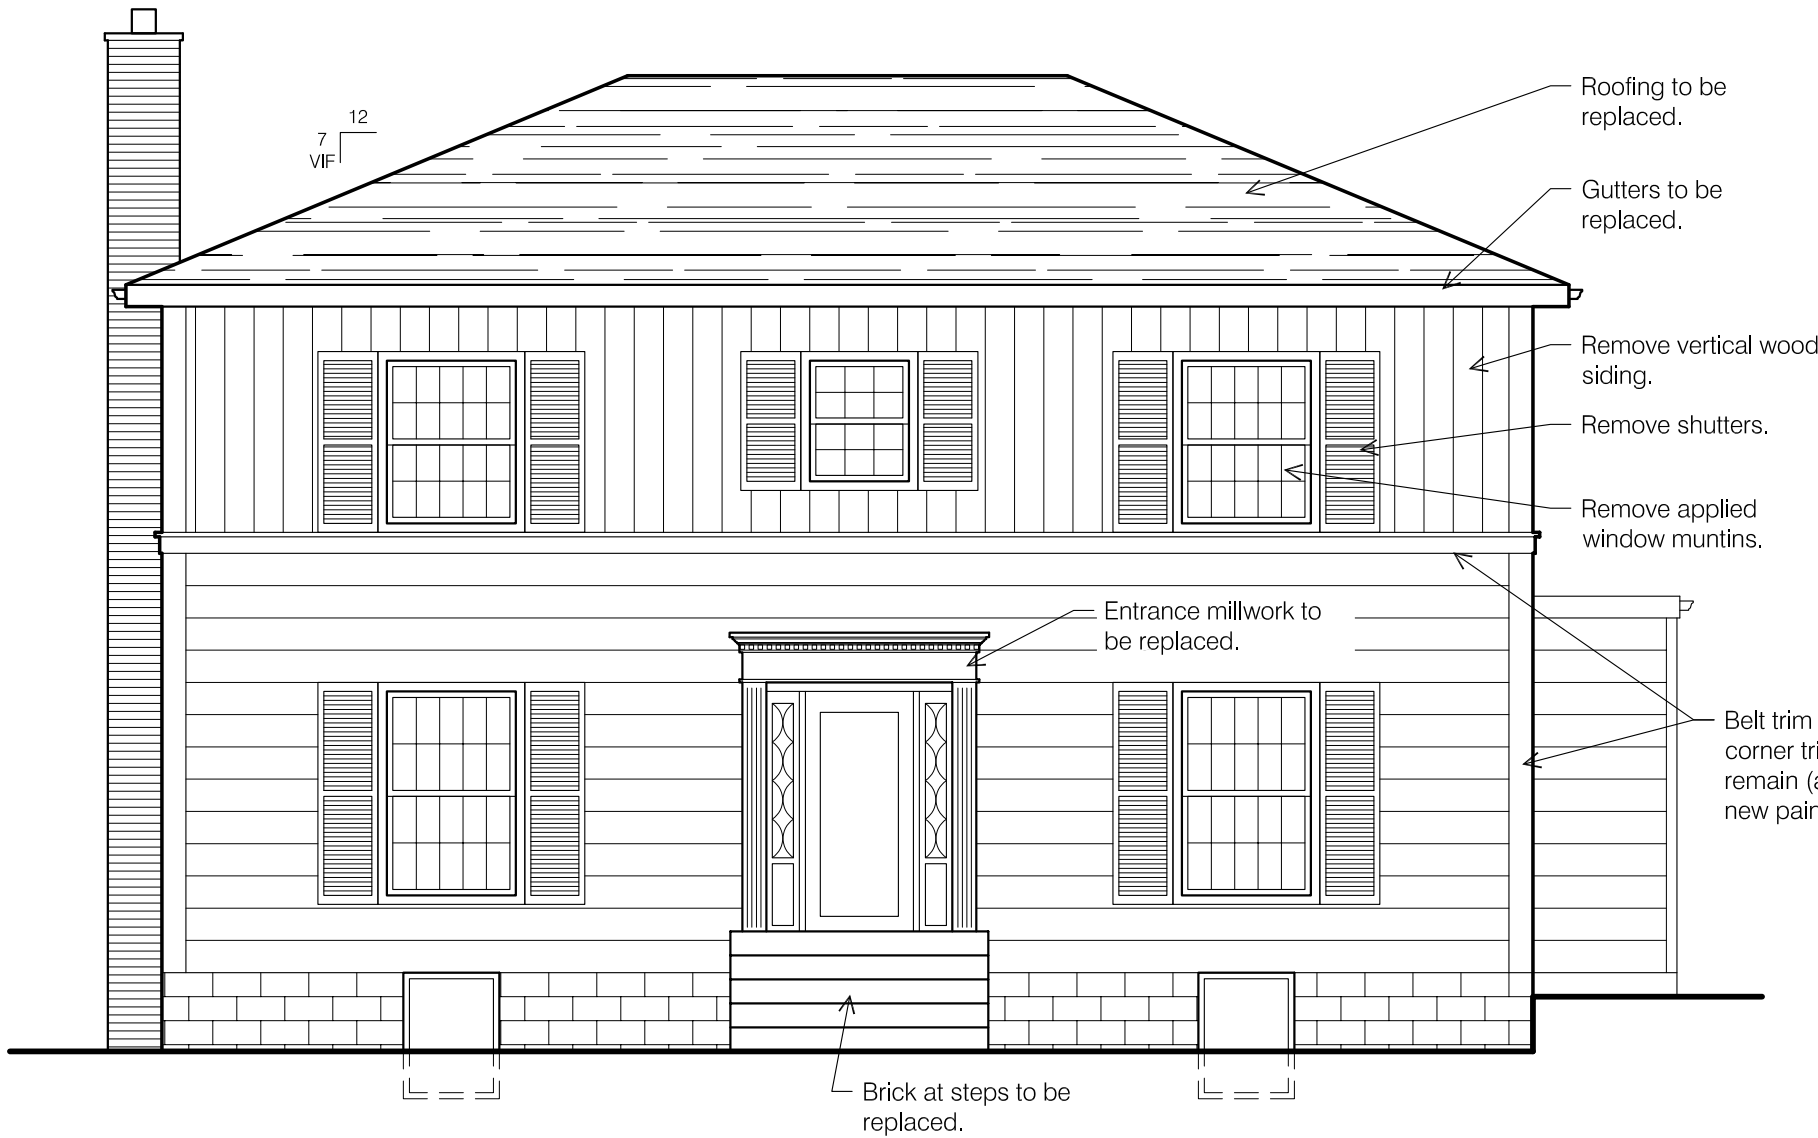 12
7
VIF
Roofing to be
replaced.
Gutters to be
replaced.
Remove vertical wood
siding.
Remove shutters.
Remove applied
window muntins.
Entrance millwork to
be replaced.
Belt trim
corner
remain
new
Brick at steps to be
replaced.